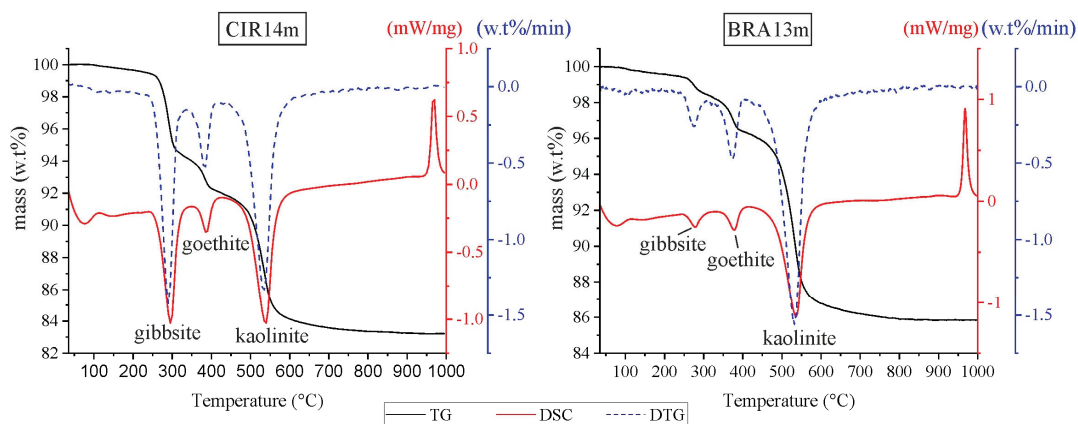 CIR14m
(mW/mg) (w.t%/min)
BRA13m
(mW/mg) (w.t%/min)
mass (w.t%)
100
98
96
94
92
90
88
86
84
82
1.0
0.5
0.0
-0.5
-1.0
0.0
-0.5
-1.0
-1.5
gibbsite
goethite
kaolinite
100 200 300 400 500 600 700 800 900 1000
Temperature (°C)
mass (w.t%)
100
98
96
94
92
90
88
86
84
1
0
-1
0.0
-0.5
-1.0
-1.5
gibbsite
goethite
kaolinite
100 200 300 400 500 600 700 800 900 1000
Temperature (°C)
TG DSC DTG